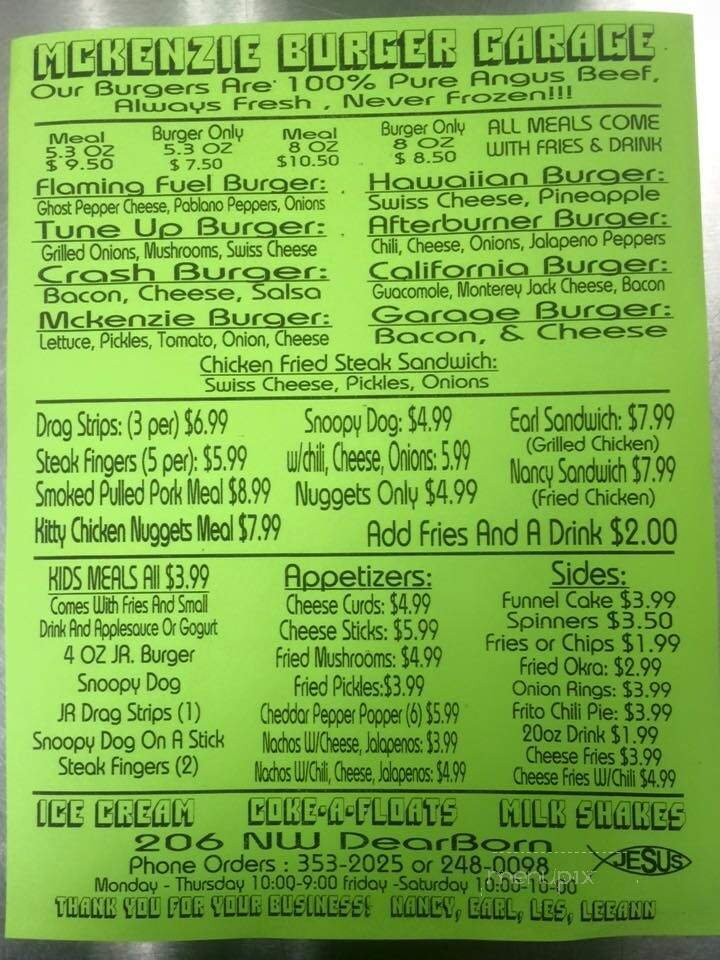 MCKENZIE BURGER GARAGE
Our Burgers Are 100% Pure Angus Beef,
Always Fresh , Never Frozen!!!
Meal 5.3 OZ $ 9.50
Burger Only 5.3 OZ $ 7.50
Meal 8 OZ $10.50
Burger Only 8 OZ $ 8.50
ALL MEALS COME
WITH FRIES & DRINK
Flaming Fuel Burger:
Ghost Pepper Cheese, Pablano Peppers, Onions
Tune Up Burger:
Grilled Onions, Mushrooms, Swiss Cheese
Crash Burger:
Bacon, Cheese, Salsa
Mckenzie Burger:
Lettuce, Pickles, Tomato, Onion, Cheese
Hawaiian Burger:
Swiss Cheese, Pineapple
Afterburner Burger:
Chili, Cheese, Onions, Jalapeno Peppers
California Burger:
Guacomole, Monterey Jack Cheese, Bacon
Garage Burger:
Bacon, & Cheese
Chicken Fried Steak Sandwich:
Swiss Cheese, Pickles, Onions
Drag Strips: (3 per) $6.99
Steak Fingers (5 per): $5.99
Smoked Pulled Pork Meal $8.99
Kitty Chicken Nuggets Meal $7.99
Snoopy Dog: $4.99
w/chili, Cheese, Onions: 5.99
Nuggets Only $4.99
Earl Sandwich: $7.99
(Grilled Chicken)
Nancy Sandwich $7.99
(Fried Chicken)
Add Fries And A Drink $2.00
KIDS MEALS All $3.99
Comes With Fries And Small
Drink And Applesauce Or Gogurt
4 OZ JR. Burger
Snoopy Dog
JR Drag Strips (1)
Snoopy Dog On A Stick
Steak Fingers (2)
Appetizers:
Cheese Curds: $4.99
Cheese Sticks: $5.99
Fried Mushrooms: $4.99
Fried Pickles:$3.99
Cheddar Pepper Popper (6) $5.99
Nachos W/Cheese, Jalapenos: $3.99
Nachos W/Chili, Cheese, Jalapenos: $4.99
Sides:
Funnel Cake $3.99
Spinners $3.50
Fries or Chips $1.99
Fried Okra: $2.99
Onion Rings: $3.99
Frito Chili Pie: $3.99
20oz Drink $1.99
Cheese Fries $3.99
Cheese Fries W/Chili $4.99
ICE CREAM COKE-A-FLOATS MILK SHAKES
206 NW DearBorn
Phone Orders : 353-2025 or 248-0098
JESUS
menupix
Monday - Thursday 10:00-9:00 friday -Saturday 10:00-10-00
THANK YOU FOR YOUR BUSINESS! NANCY, EARL, LES, LEEANN